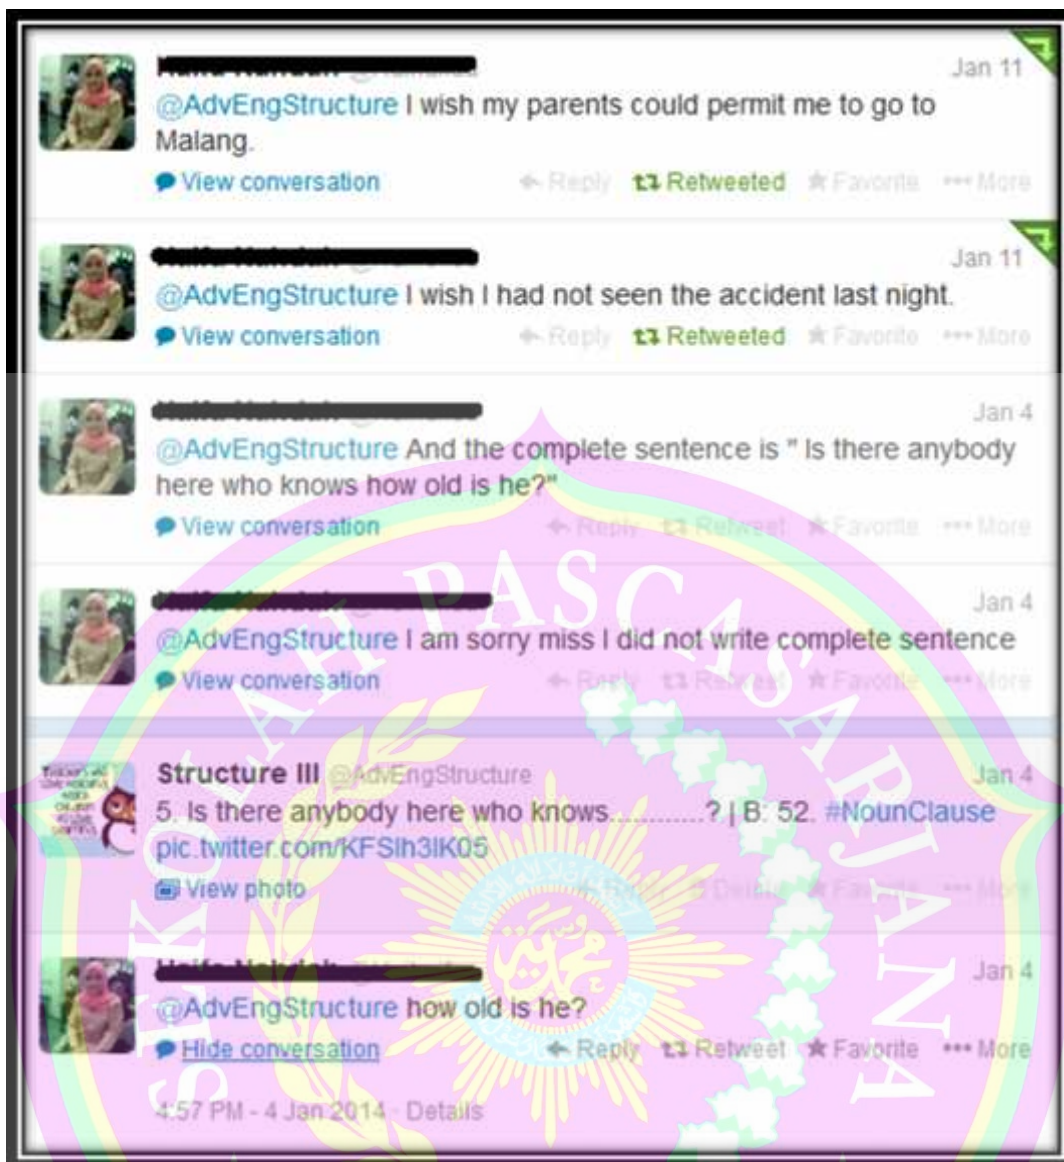 Jan 11
@AdvEngStructure I wish my parents could permit me to go to
Malang.
View conversation Reply Retweeted Favorite More
Jan 11
@AdvEngStructure I wish I had not seen the accident last night.
View conversation Reply Retweeted Favorite More
Jan 4
@AdvEngStructure And the complete sentence is " Is there anybody
here who knows how old is he?"
View conversation Reply Retweet Favorite More
Jan 4
@AdvEngStructure I am sorry miss I did not write complete sentence
View conversation Reply Retweet Favorite More
Structure III @AdvEngStructure Jan 4
5. Is there anybody here who knows............? | B: 52. #NounClause
pic.twitter.com/KFSIh3IK05
View photo Reply Delete Favorite More
Jan 4
@AdvEngStructure how old is he?
Hide conversation Reply Retweet Favorite More
4:57 PM - 4 Jan 2014 · Details
SEKOLAH PASCASARJANA